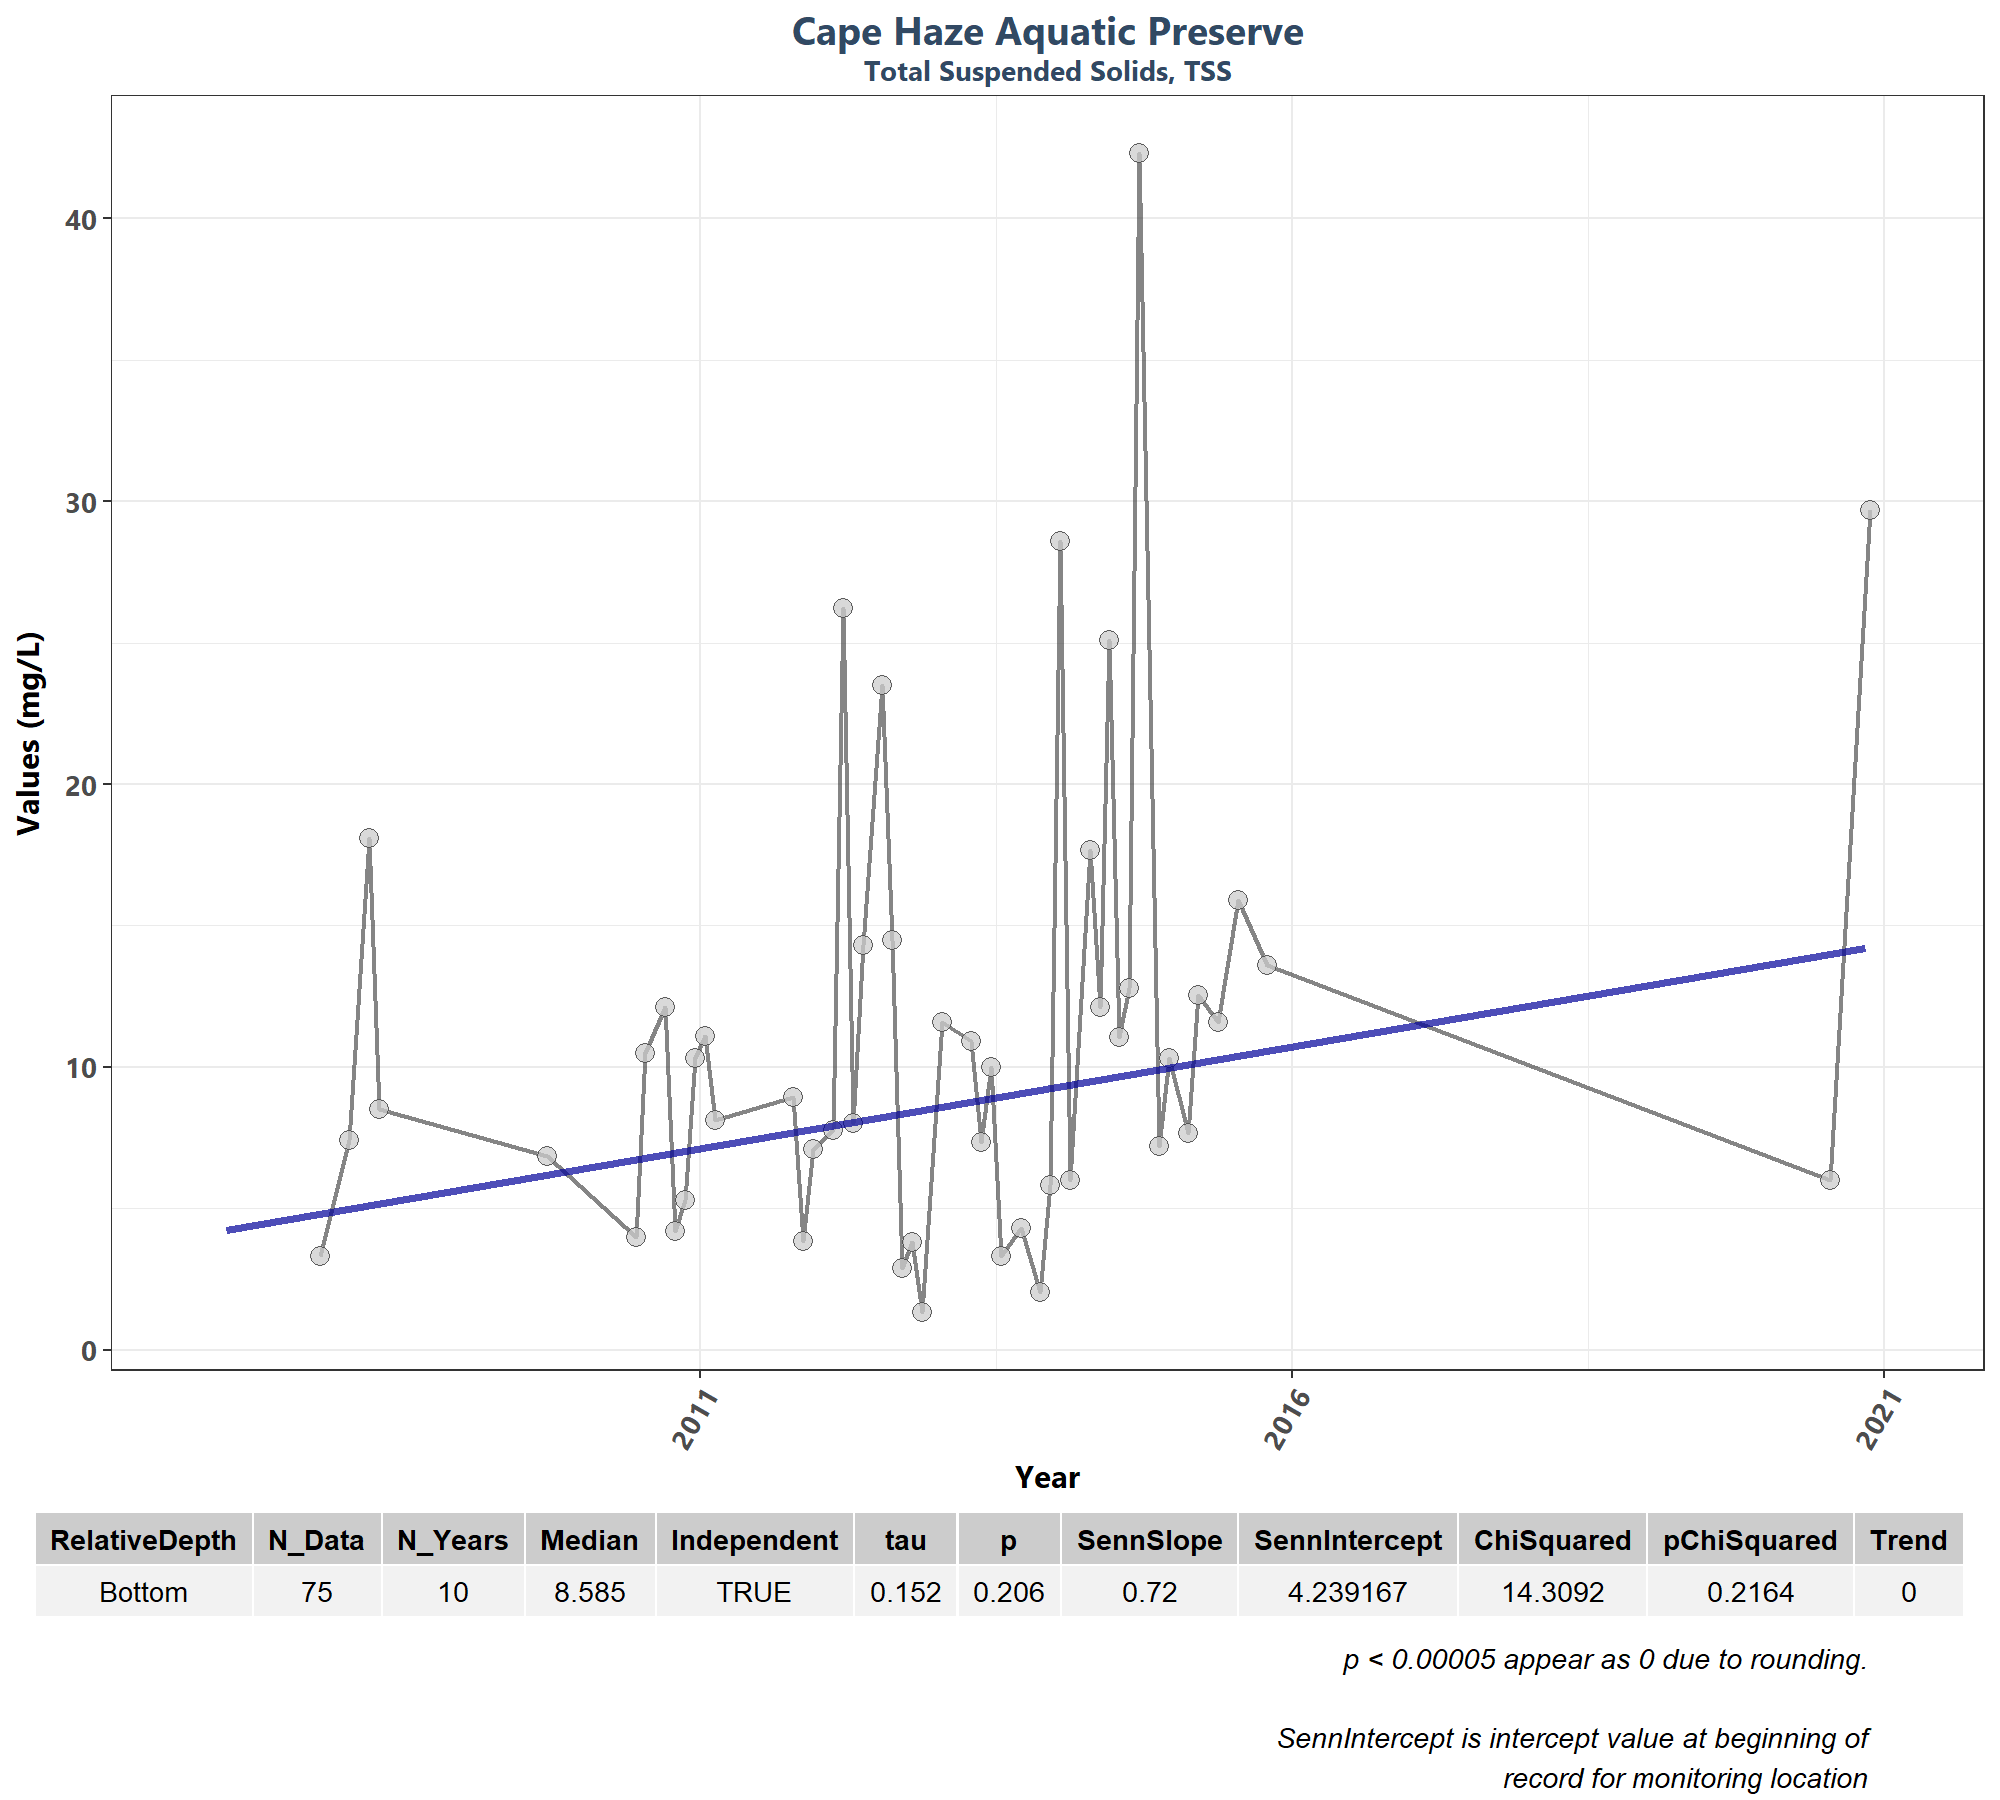 Cape Haze Aquatic Preserve
Total Suspended Solids, TSS
Values (mg/L)
40
30
20
10
0
2011 2016 2021
Year
RelativeDepth N_Data N_Years Median Independent tau p SennSlope SennIntercept ChiSquared pChiSquared Trend
Bottom 75 10 8.585 TRUE 0.152 0.206 0.72 4.239167 14.3092 0.2164 0
p < 0.00005 appear as 0 due to rounding.
SennIntercept is intercept value at beginning of
record for monitoring location